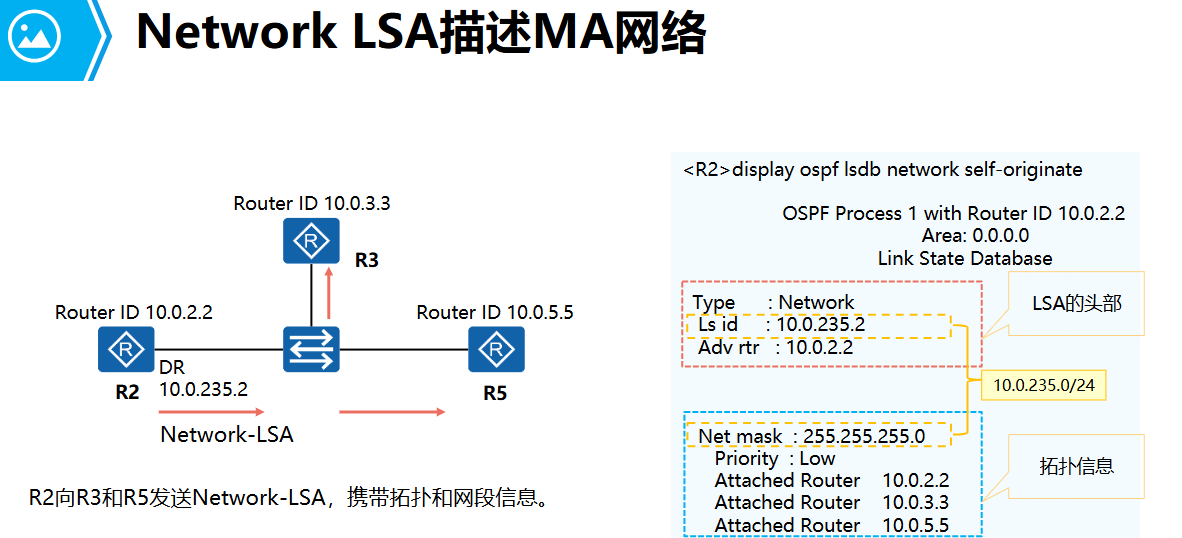 Network LSA描述MA网络
Router ID 10.0.3.3
R
R3
Router ID 10.0.2.2
R
R2
DR
10.0.235.2
Router ID 10.0.5.5
R
R5
Network-LSA
R2向R3和R5发送Network-LSA，携带拓扑和网段信息。
<R2>display ospf lsdb network self-originate
OSPF Process 1 with Router ID 10.0.2.2
Area: 0.0.0.0
Link State Database
Type : Network
Ls id : 10.0.235.2
Adv rtr : 10.0.2.2
LSA的头部
10.0.235.0/24
Net mask : 255.255.255.0
Priority : Low
Attached Router 10.0.2.2
Attached Router 10.0.3.3
Attached Router 10.0.5.5
拓扑信息